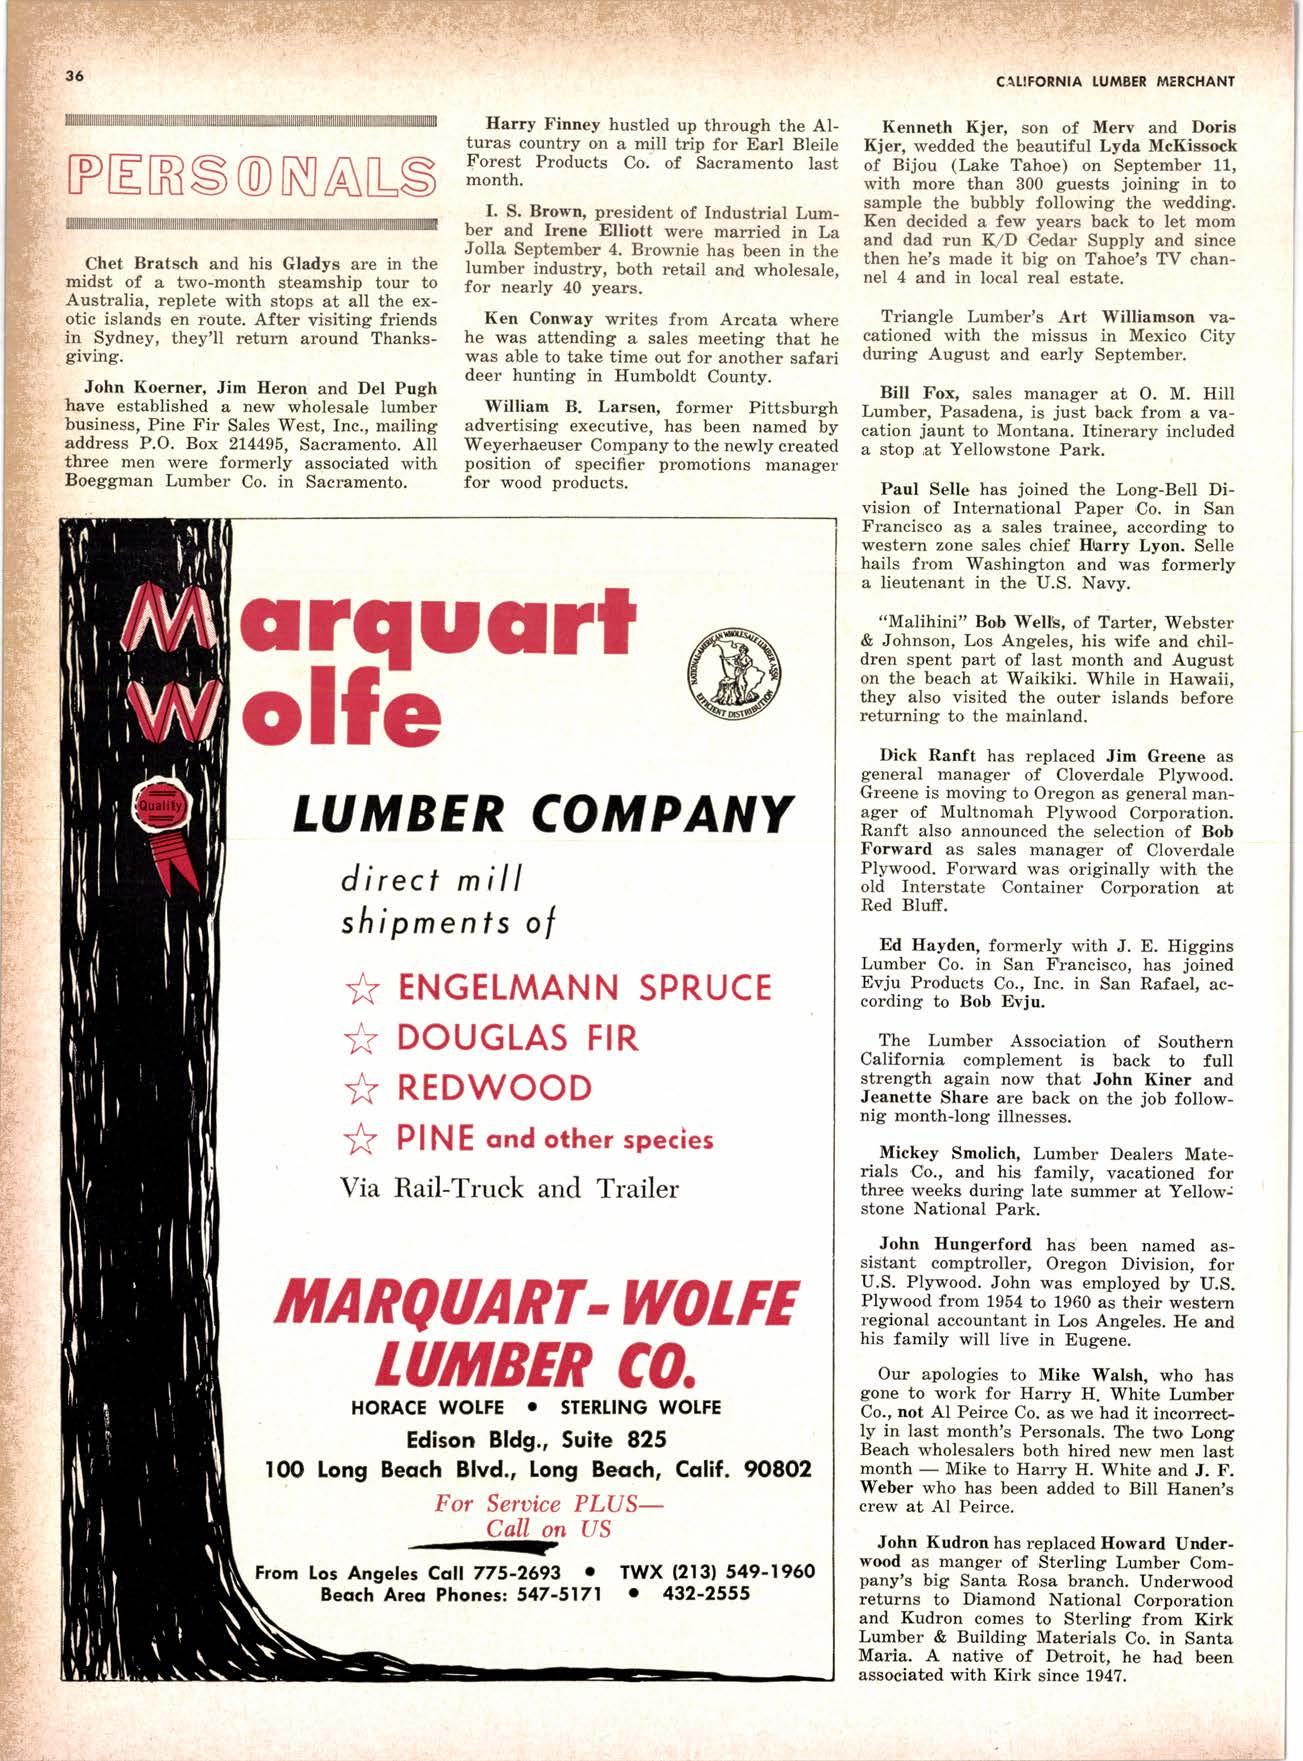 36
CALIFORNIA LUMBER MERCHANT
PERSONALS
Chet Bratsch and his Gladys are in the
midst of a two-month steamship tour to
Australia, replete with stops at all the ex-
otic islands en route. After visiting friends
in Sydney, they'll return around Thanks-
giving.
John Koerner, Jim Heron and Del Pugh
have established a new wholesale lumber
business, Pine Fir Sales West, Inc., mailing
address P.O. Box 214495, Sacramento. All
three men were formerly associated with
Boeggman Lumber Co. in Sacramento.
Harry Finney hustled up through the Al-
turas country on a mill trip for Earl Bleile
Forest Products Co. of Sacramento last
month.
I. S. Brown, president of Industrial Lum-
ber and Irene Elliott were married in La
Jolla September 4. Brownie has been in the
lumber industry, both retail and wholesale,
for nearly 40 years.
Ken Conway writes from Arcata where
he was attending a sales meeting that he
was able to take time out for another safari
deer hunting in Humboldt County.
William B. Larsen, former Pittsburgh
advertising executive, has been named by
Weyerhaeuser Company to the newly created
position of specifier promotions manager
for wood products.
Marquart
Wolfe
NATIONAL-AMERICAN WHOLESALE LUMBER ASSN.
EFFICIENT DISTRIBUTION
Quality
LUMBER COMPANY
direct mill
shipments of
☆ ENGELMANN SPRUCE
☆ DOUGLAS FIR
☆ REDWOOD
☆ PINE and other species
Via Rail-Truck and Trailer
MARQUART-WOLFE
LUMBER CO.
HORACE WOLFE • STERLING WOLFE
Edison Bldg., Suite 825
100 Long Beach Blvd., Long Beach, Calif. 90802
For Service PLUS—
Call on US
From Los Angeles Call 775-2693 • TWX (213) 549-1960
Beach Area Phones: 547-5171 • 432-2555
Kenneth Kjer, son of Merv and Doris
Kjer, wedded the beautiful Lyda McKissock
of Bijou (Lake Tahoe) on September 11,
with more than 300 guests joining in to
sample the bubbly following the wedding.
Ken decided a few years back to let mom
and dad run K/D Cedar Supply and since
then he's made it big on Tahoe's TV chan-
nel 4 and in local real estate.
Triangle Lumber's Art Williamson va-
cationed with the missus in Mexico City
during August and early September.
Bill Fox, sales manager at O. M. Hill
Lumber, Pasadena, is just back from a va-
cation jaunt to Montana. Itinerary included
a stop at Yellowstone Park.
Paul Selle has joined the Long-Bell Di-
vision of International Paper Co. in San
Francisco as a sales trainee, according to
western zone sales chief Harry Lyon. Selle
hails from Washington and was formerly
a lieutenant in the U.S. Navy.
"Malihini" Bob Wells, of Tarter, Webster
& Johnson, Los Angeles, his wife and chil-
dren spent part of last month and August
on the beach at Waikiki. While in Hawaii,
they also visited the outer islands before
returning to the mainland.
Dick Ranft has replaced Jim Greene as
general manager of Cloverdale Plywood.
Greene is moving to Oregon as general man-
ager of Multnomah Plywood Corporation.
Ranft also announced the selection of Bob
Forward as sales manager of Cloverdale
Plywood. Forward was originally with the
old Interstate Container Corporation at
Red Bluff.
Ed Hayden, formerly with J. E. Higgins
Lumber Co. in San Francisco, has joined
Evju Products Co., Inc. in San Rafael, ac-
cording to Bob Evju.
The Lumber Association of Southern
California complement is back to full
strength again now that John Kiner and
Jeanette Share are back on the job follow-
nig month-long illnesses.
Mickey Smolich, Lumber Dealers Mate-
rials Co., and his family, vacationed for
three weeks during late summer at Yellow-
stone National Park.
John Hungerford has been named as-
sistant comptroller, Oregon Division, for
U.S. Plywood. John was employed by U.S.
Plywood from 1954 to 1960 as their western
regional accountant in Los Angeles. He and
his family will live in Eugene.
Our apologies to Mike Walsh, who has
gone to work for Harry H. White Lumber
Co., not Al Peirce Co. as we had it incorrect-
ly in last month's Personals. The two Long
Beach wholesalers both hired new men last
month — Mike to Harry H. White and J. F.
Weber who has been added to Bill Hanen's
crew at Al Peirce.
John Kudron has replaced Howard Under-
wood as manger of Sterling Lumber Com-
pany's big Santa Rosa branch. Underwood
returns to Diamond National Corporation
and Kudron comes to Sterling from Kirk
Lumber & Building Materials Co. in Santa
Maria. A native of Detroit, he had been
associated with Kirk since 1947.